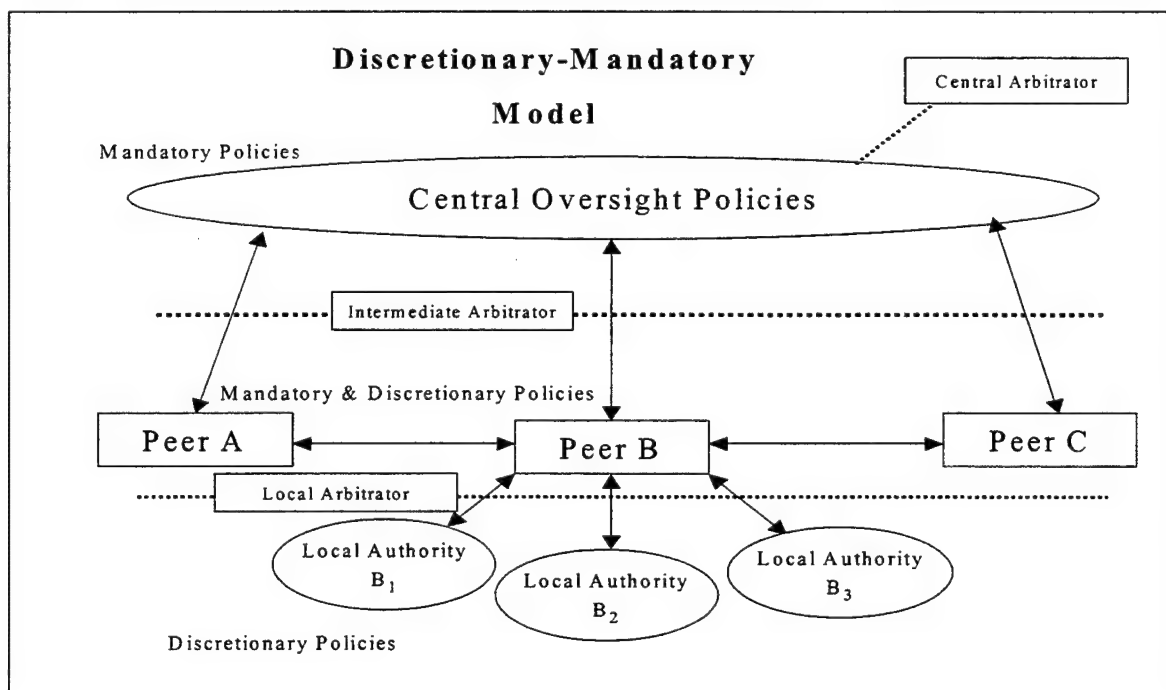 Discretionary-Mandatory
Model
Central Arbitrator
Mandatory Policies
Central Oversight Policies
Intermediate Arbitrator
Mandatory & Discretionary Policies
Peer A
Peer B
Peer C
Local Arbitrator
Local Authority
B1
Local Authority
B2
Local Authority
B3
Discretionary Policies